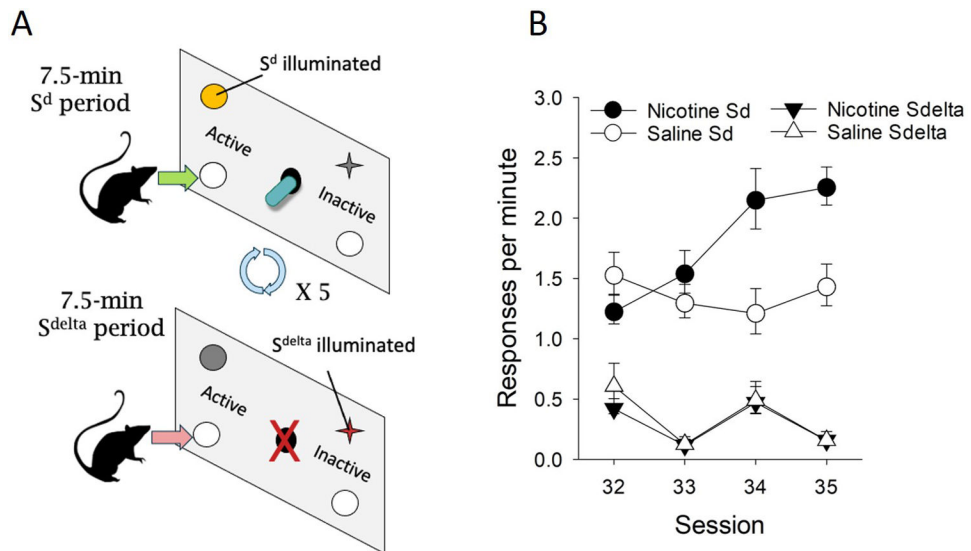 A
7.5-min
Sᵈ period
Sᵈ illuminated
Active
Inactive
X 5
7.5-min
Sᵈᵉˡᵗᵃ period
Sᵈᵉˡᵗᵃ illuminated
Active
Inactive
B
Nicotine Sd
Saline Sd
Nicotine Sdelta
Saline Sdelta
Responses per minute
3.0
2.5
2.0
1.5
1.0
0.5
0.0
32 33 34 35
Session